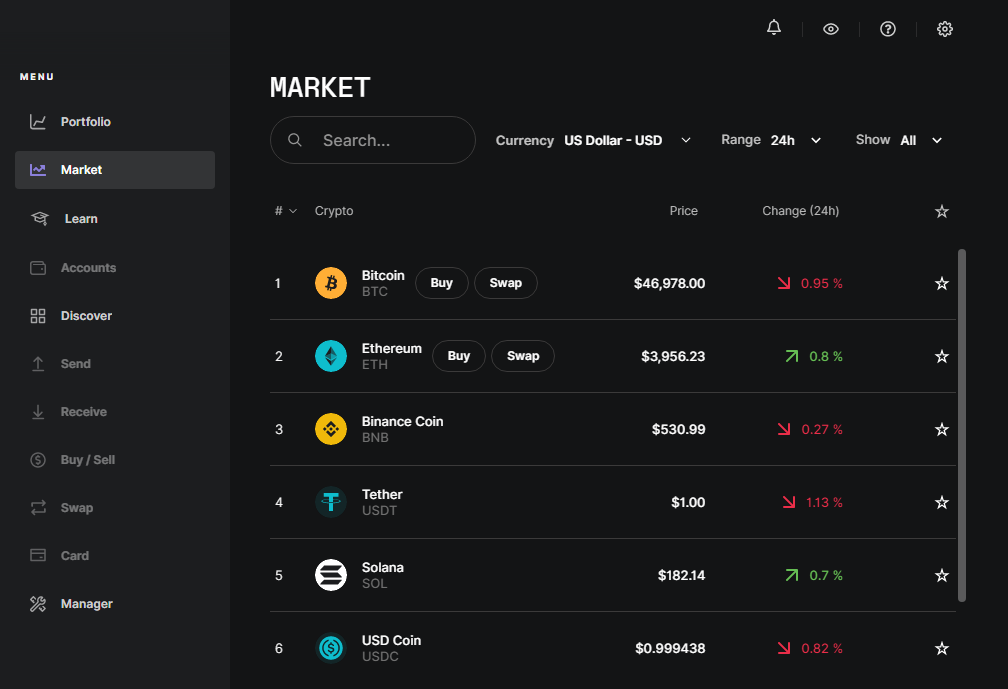 MENU
Portfolio
Market
Learn
Accounts
Discover
Send
Receive
Buy / Sell
Swap
Card
Manager
MARKET
Search...
Currency US Dollar - USD
Range 24h
Show All
# Crypto Price Change (24h)
1 Bitcoin BTC Buy Swap $46,978.00 0.95 %
2 Ethereum ETH Buy Swap $3,956.23 0.8 %
3 Binance Coin BNB $530.99 0.27 %
4 Tether USDT $1.00 1.13 %
5 Solana SOL $182.14 0.7 %
6 USD Coin USDC $0.999438 0.82 %